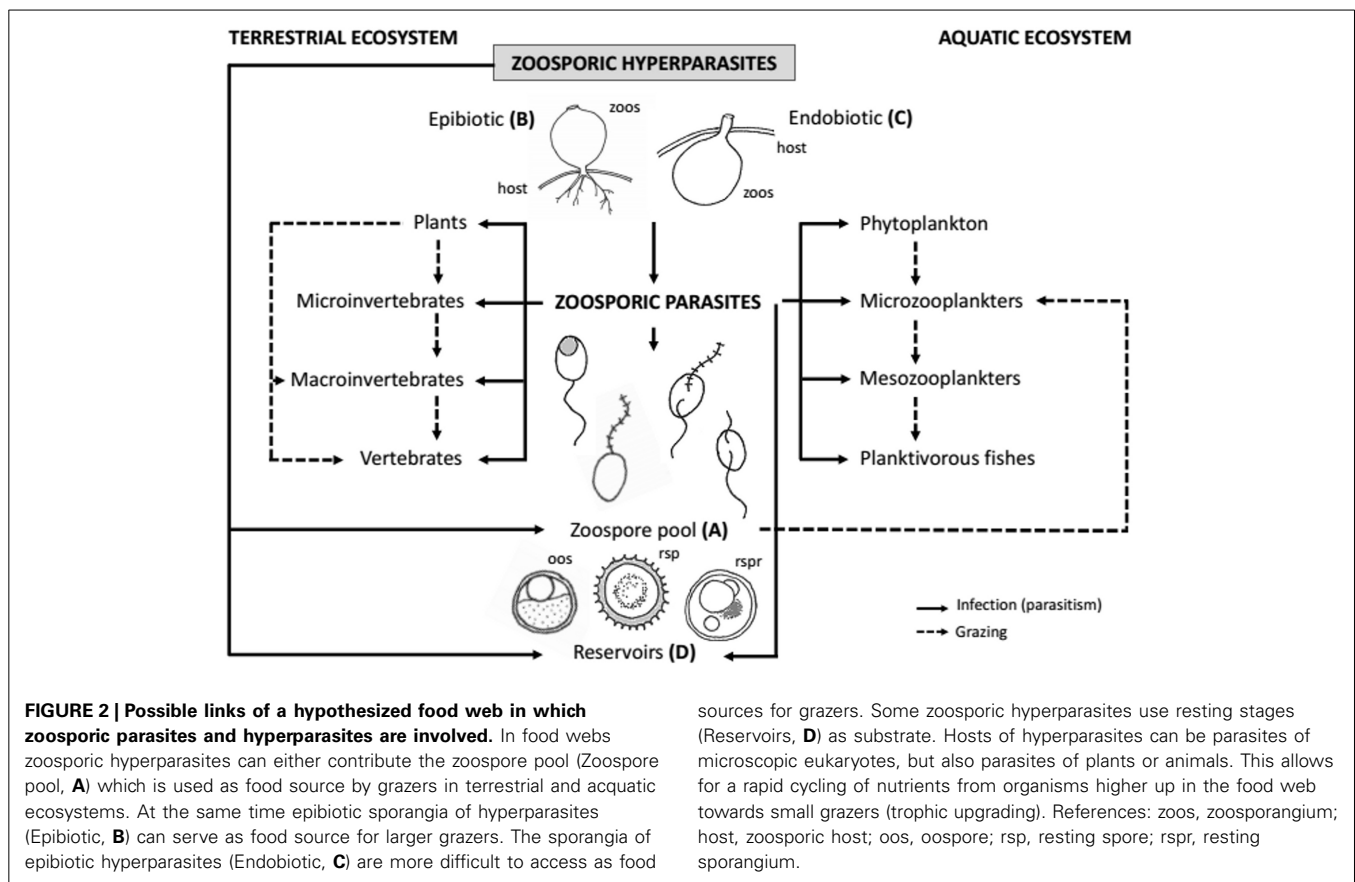 TERRESTRIAL ECOSYSTEM
AQUATIC ECOSYSTEM
ZOOSPORIC HYPERPARASITES
Epibiotic (B)
zoos
host
Endobiotic (C)
host
zoos
Plants
Microinvertebrates
Macroinvertebrates
Vertebrates
ZOOSPORIC PARASITES
Phytoplankton
Microzooplankters
Mesozooplankters
Planktivorous fishes
Zoospore pool (A)
oos
rsp
rspr
Reservoirs (D)
Infection (parasitism)
Grazing
FIGURE 2 | Possible links of a hypothesized food web in which
zoosporic parasites and hyperparasites are involved. In food webs
zoosporic hyperparasites can either contribute the zoospore pool (Zoospore
pool, A) which is used as food source by grazers in terrestrial and acquatic
ecosystems. At the same time epibiotic sporangia of hyperparasites
(Epibiotic, B) can serve as food source for larger grazers. The sporangia of
epibiotic hyperparasites (Endobiotic, C) are more difficult to access as food
sources for grazers. Some zoosporic hyperparasites use resting stages
(Reservoirs, D) as substrate. Hosts of hyperparasites can be parasites of
microscopic eukaryotes, but also parasites of plants or animals. This allows
for a rapid cycling of nutrients from organisms higher up in the food web
towards small grazers (trophic upgrading). References: zoos, zoosporangium;
host, zoosporic host; oos, oospore; rsp, resting spore; rspr, resting
sporangium.